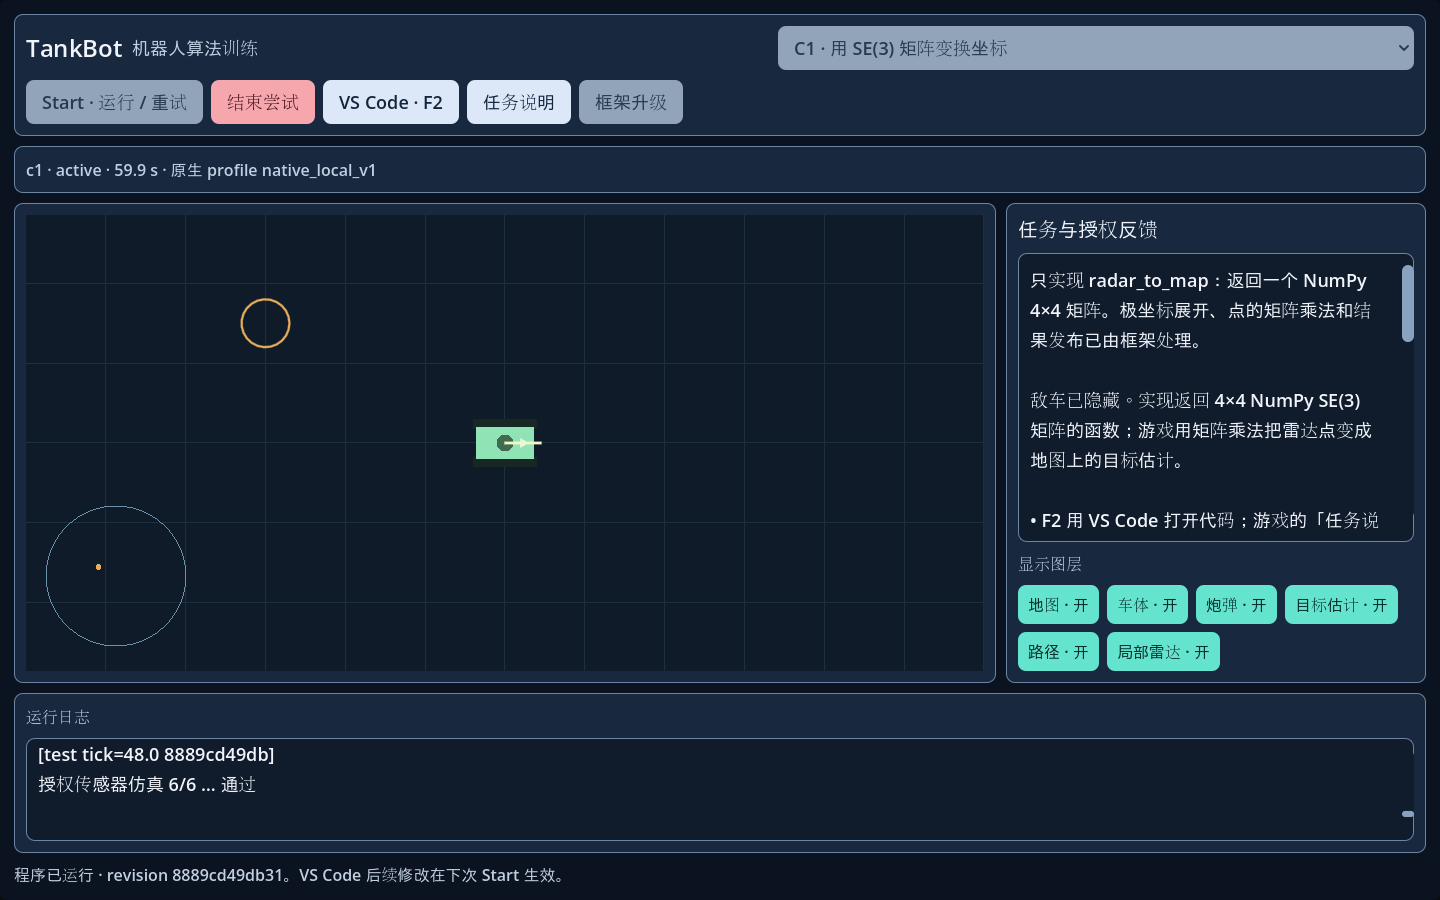 TankBot 机器人算法训练
C1 · 用 SE(3) 矩阵变换坐标
Start · 运行 / 重试
结束尝试
VS Code · F2
任务说明
框架升级
c1 · active · 59.9 s · 原生 profile native_local_v1
任务与授权反馈
只实现 radar_to_map：返回一个 NumPy
4×4 矩阵。极坐标展开、点的矩阵乘法和结
果发布已由框架处理。
敌车已隐藏。实现返回 4×4 NumPy SE(3)
矩阵的函数；游戏用矩阵乘法把雷达点变成
地图上的目标估计。
• F2 用 VS Code 打开代码；游戏的「任务说
显示图层
地图 · 开
车体 · 开
炮弹 · 开
目标估计 · 开
路径 · 开
局部雷达 · 开
运行日志
[test tick=48.0 8889cd49db]
授权传感器仿真 6/6 ... 通过
程序已运行 · revision 8889cd49db31。VS Code 后续修改在下次 Start 生效。